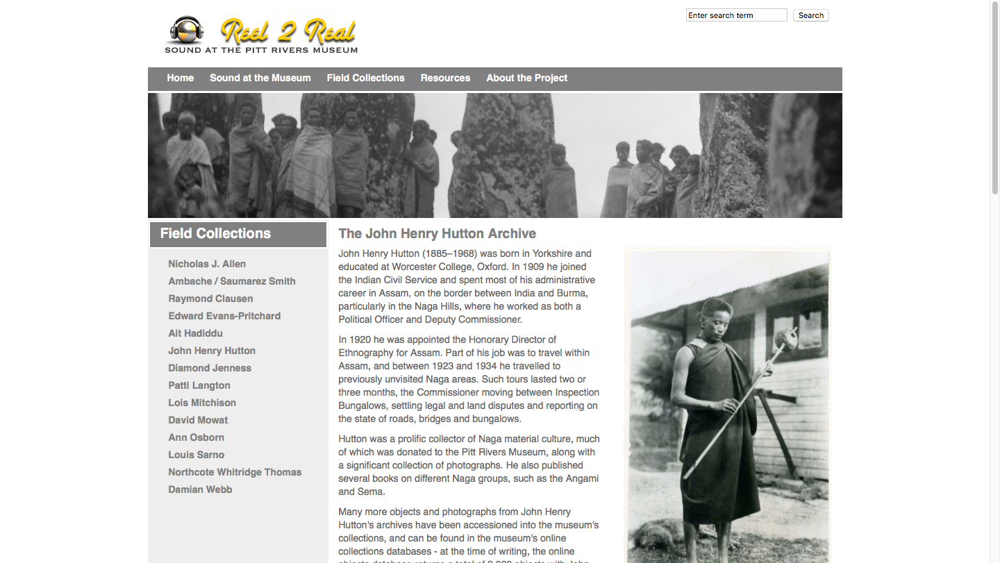 Reel 2 Real
SOUND AT THE PITT RIVERS MUSEUM
Enter search term
Search
Home
Sound at the Museum
Field Collections
Resources
About the Project
Field Collections
Nicholas J. Allen
Ambache / Saumarez Smith
Raymond Clausen
Edward Evans-Pritchard
Ait Hadiddu
John Henry Hutton
Diamond Jenness
Patti Langton
Lois Mitchison
David Mowat
Ann Osborn
Louis Sarno
Northcote Whitridge Thomas
Damian Webb
The John Henry Hutton Archive
John Henry Hutton (1885–1968) was born in Yorkshire and
educated at Worcester College, Oxford. In 1909 he joined
the Indian Civil Service and spent most of his administrative
career in Assam, on the border between India and Burma,
particularly in the Naga Hills, where he worked as both a
Political Officer and Deputy Commissioner.
In 1920 he was appointed the Honorary Director of
Ethnography for Assam. Part of his job was to travel within
Assam, and between 1923 and 1934 he travelled to
previously unvisited Naga areas. Such tours lasted two or
three months, the Commissioner moving between Inspection
Bungalows, settling legal and land disputes and reporting on
the state of roads, bridges and bungalows.
Hutton was a prolific collector of Naga material culture, much
of which was donated to the Pitt Rivers Museum, along with
a significant collection of photographs. He also published
several books on different Naga groups, such as the Angami
and Sema.
Many more objects and photographs from John Henry
Hutton's archives have been accessioned into the museum's
collections, and can be found in the museum's online
collections databases - at the time of writing, the online